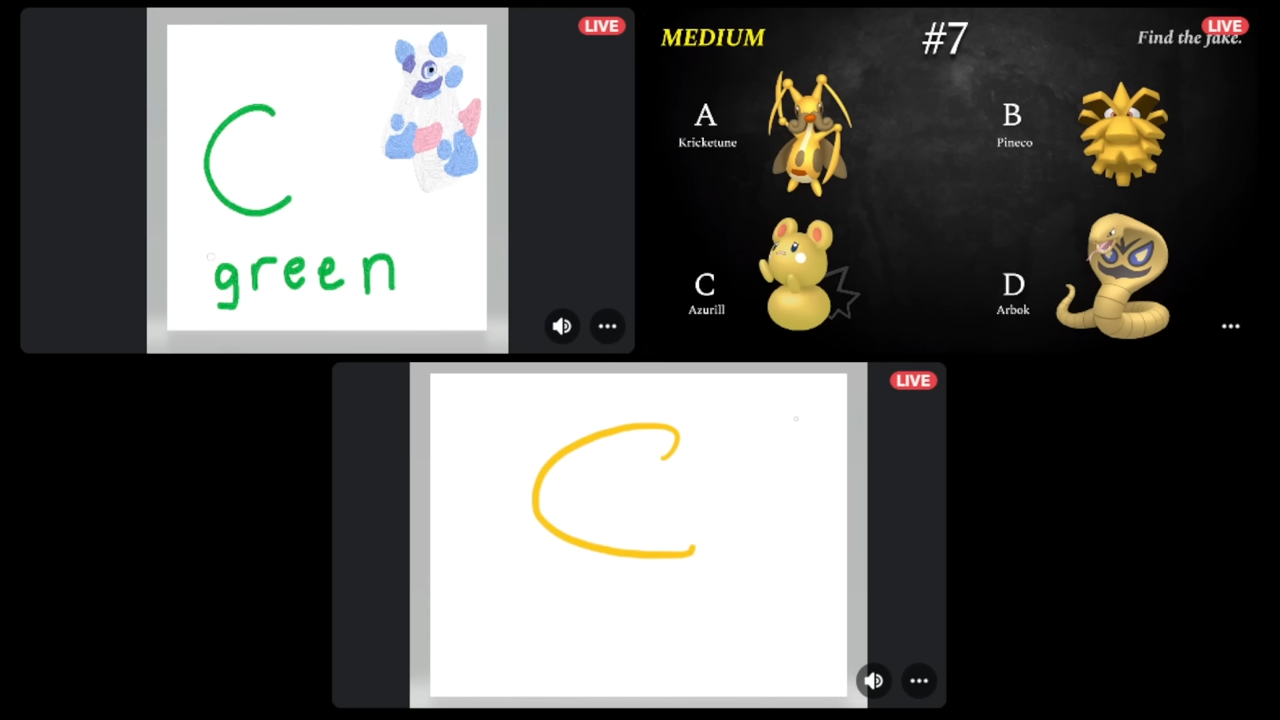 LIVE
C
green
MEDIUM
#7
LIVE
Find the fake.
A
Kricketune
B
Pineco
C
Azurill
D
Arbok
LIVE
C